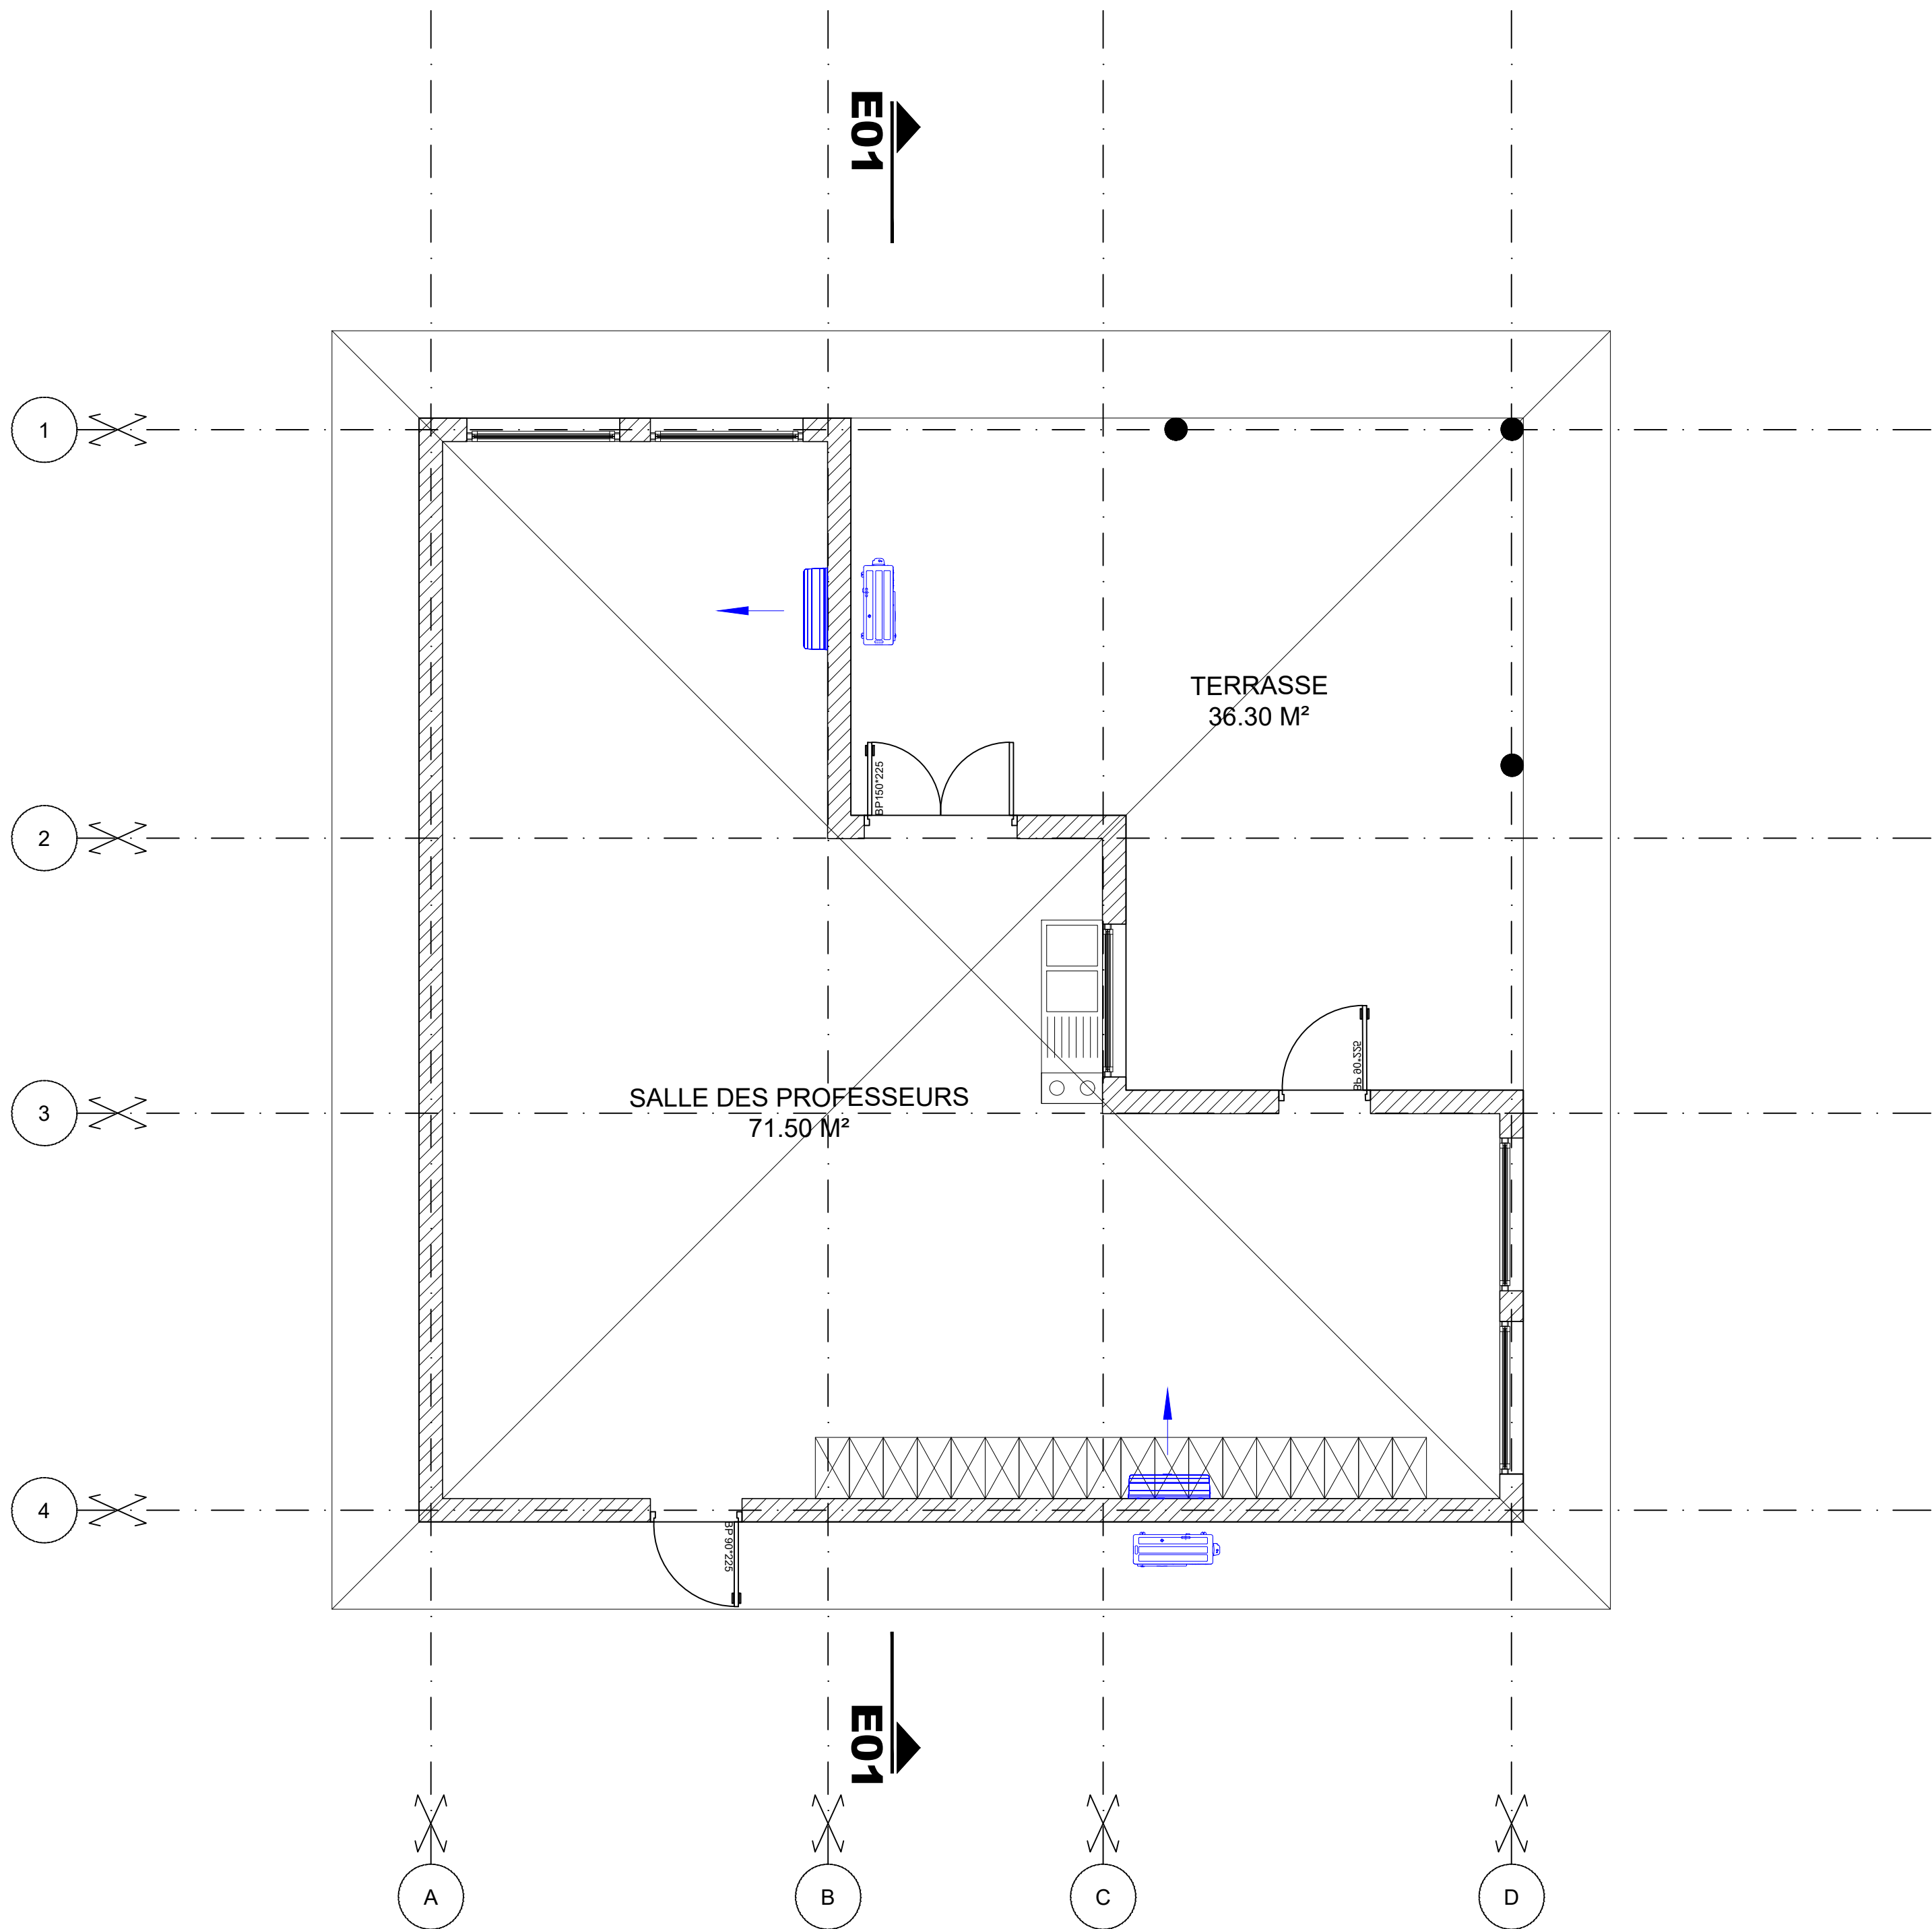 E01
1
TERRASSE
36.30 M²
BP150*225
2
BP 90*225
SALLE DES PROFESSEURS
71.50 M²
3
4
BP 90*225
E01
A
B
C
D